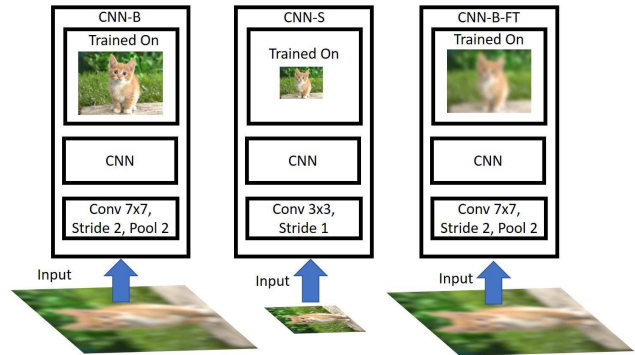 CNN-B
Trained On
CNN
Conv 7x7,
Stride 2, Pool 2
Input
CNN-S
Trained On
CNN
Conv 3x3,
Stride 1
Input
CNN-B-FT
Trained On
CNN
Conv 7x7,
Stride 2, Pool 2
Input